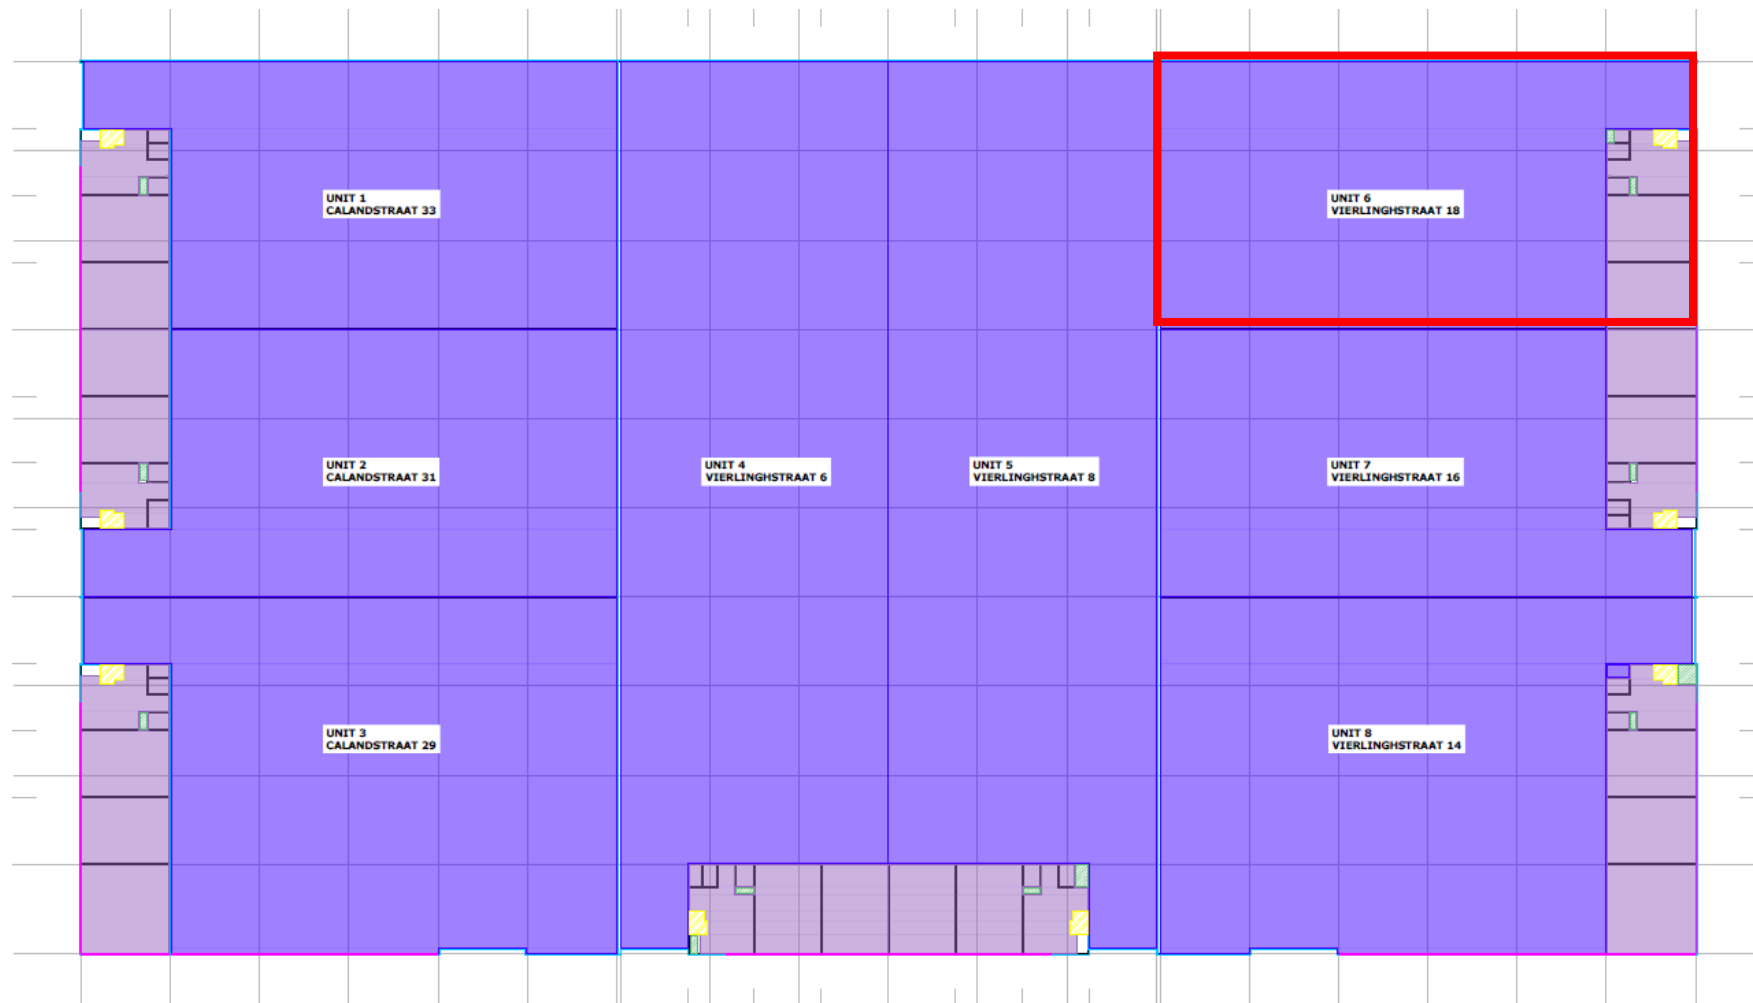 UNIT 1
CALANDSTRAAT 33
UNIT 6
VIERLINGHSTRAAT 18
UNIT 2
CALANDSTRAAT 31
UNIT 4
VIERLINGHSTRAAT 6
UNIT 5
VIERLINGHSTRAAT 8
UNIT 7
VIERLINGHSTRAAT 16
UNIT 3
CALANDSTRAAT 29
UNIT 8
VIERLINGHSTRAAT 14